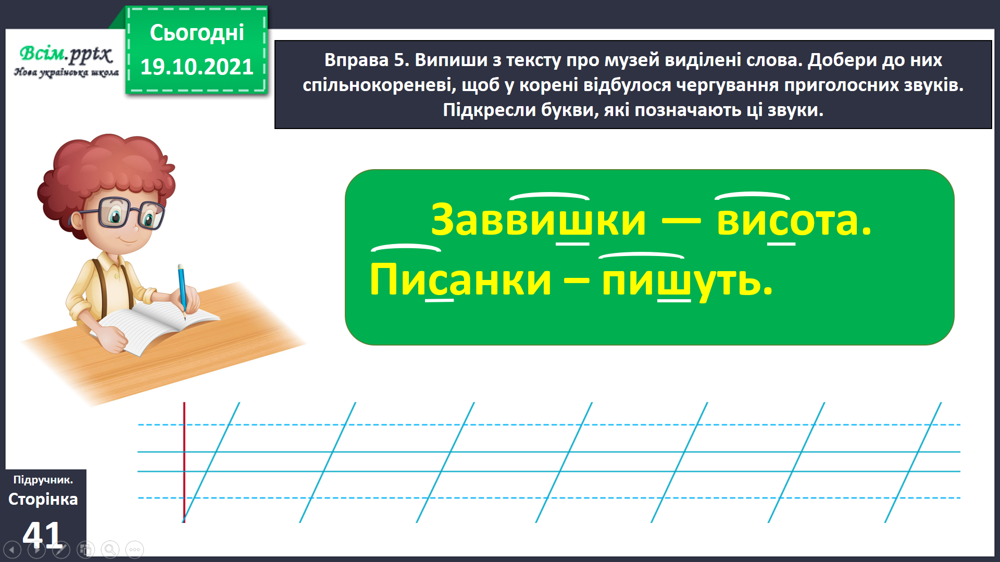 Сьогодні
19.10.2021
Всім.pptx
Нова українська школа
Вправа 5. Випиши з тексту про музей виділені слова. Добери до них
спільнокореневі, щоб у корені відбулося чергування приголосних звуків.
Підкресли букви, які позначають ці звуки.
Заввишки — висота.
Писанки – пишуть.
Підручник.
Сторінка
41